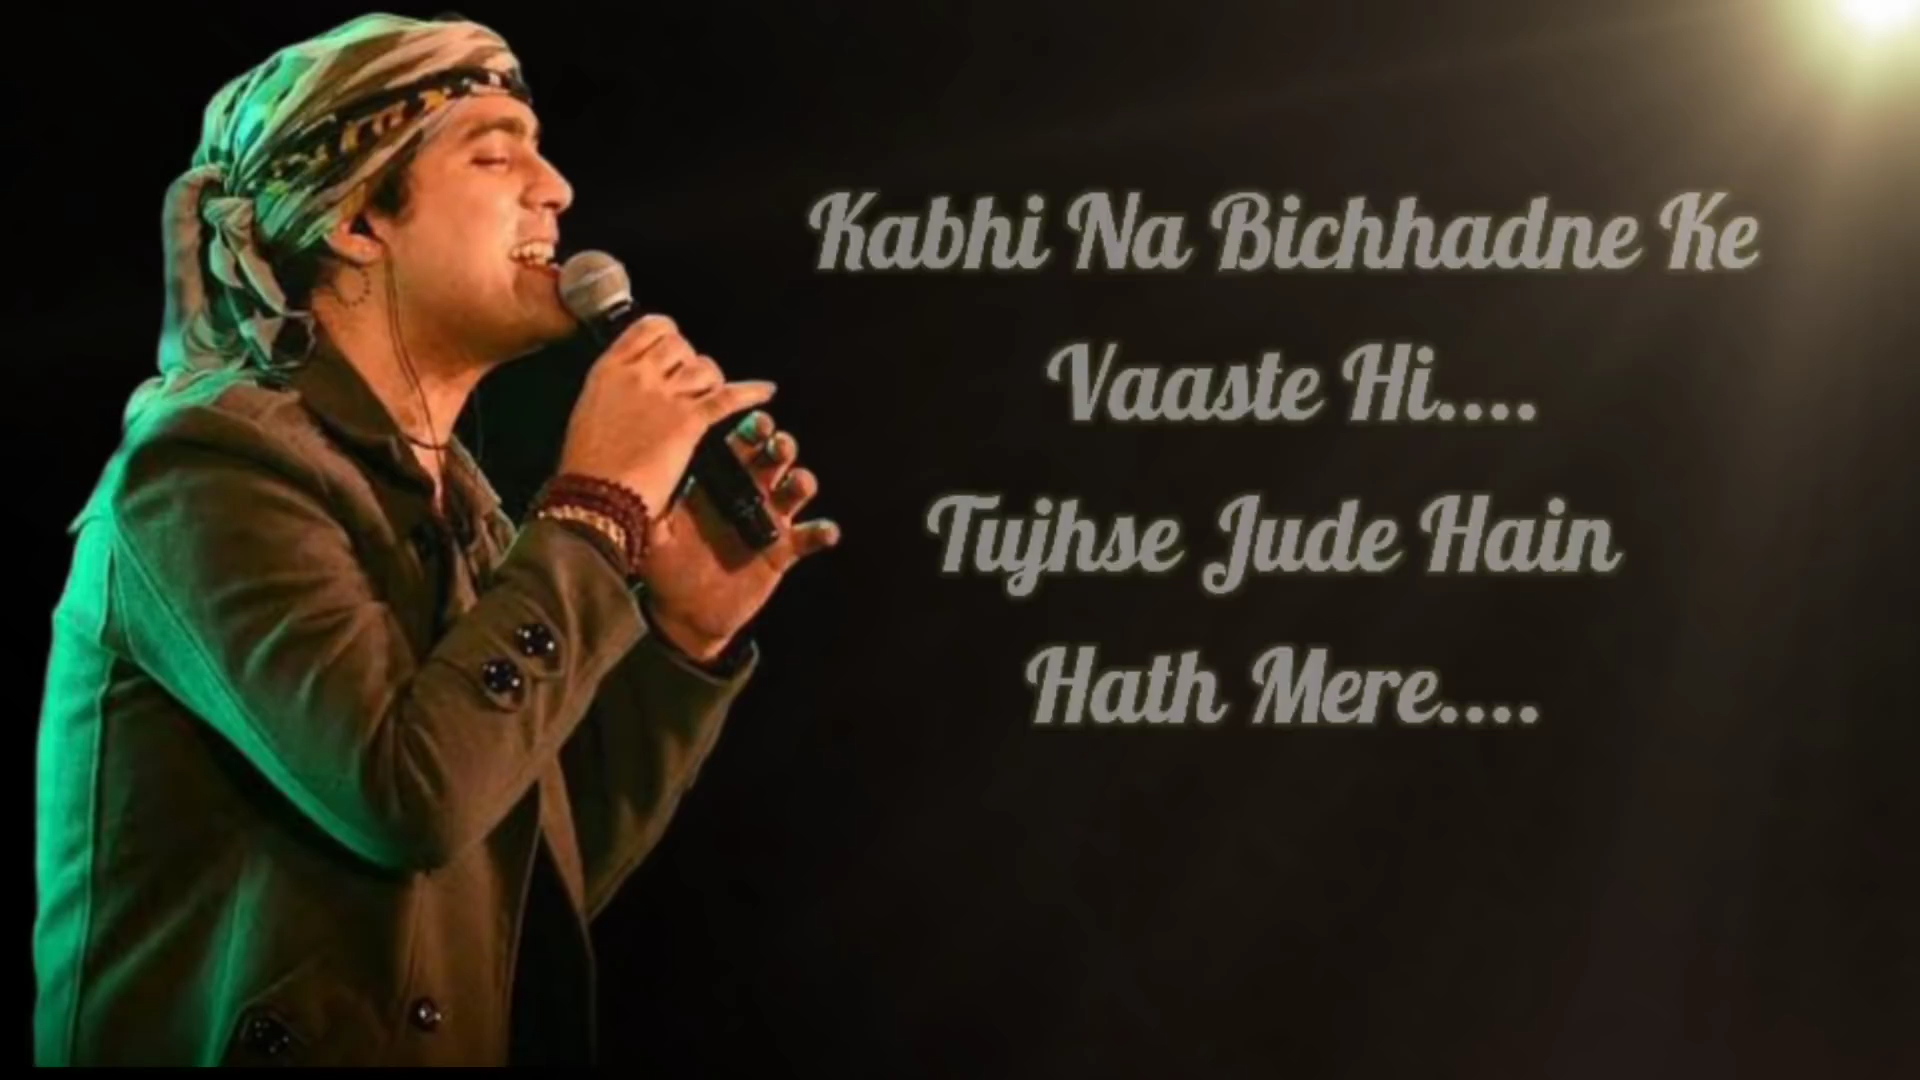 Kabhi Na Bichhadne Ke
Vaaste Hi....
Tujhse Jude Hain
Hath Mere....